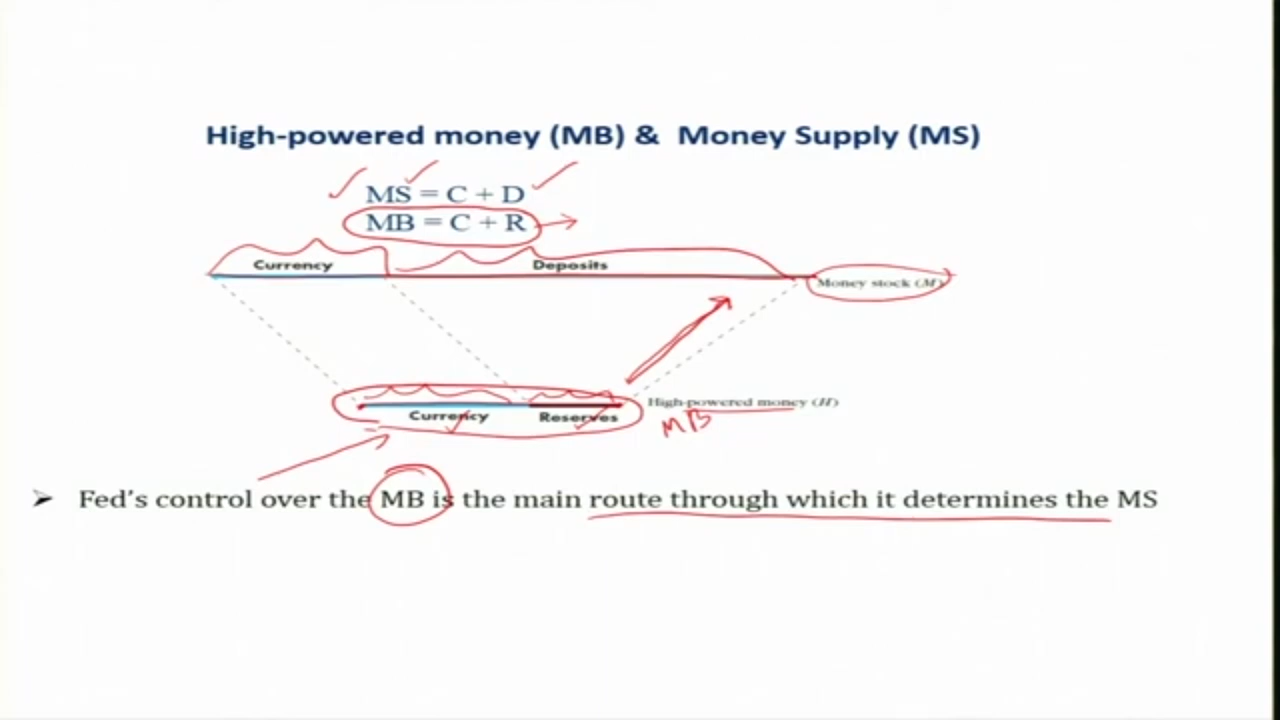 High-powered money (MB) & Money Supply (MS)
MS = C + D
MB = C + R
Currency Deposits
Money stock (M)
High-powered money (H)
Currency Reserves
MB
➤ Fed's control over the MB is the main route through which it determines the MS